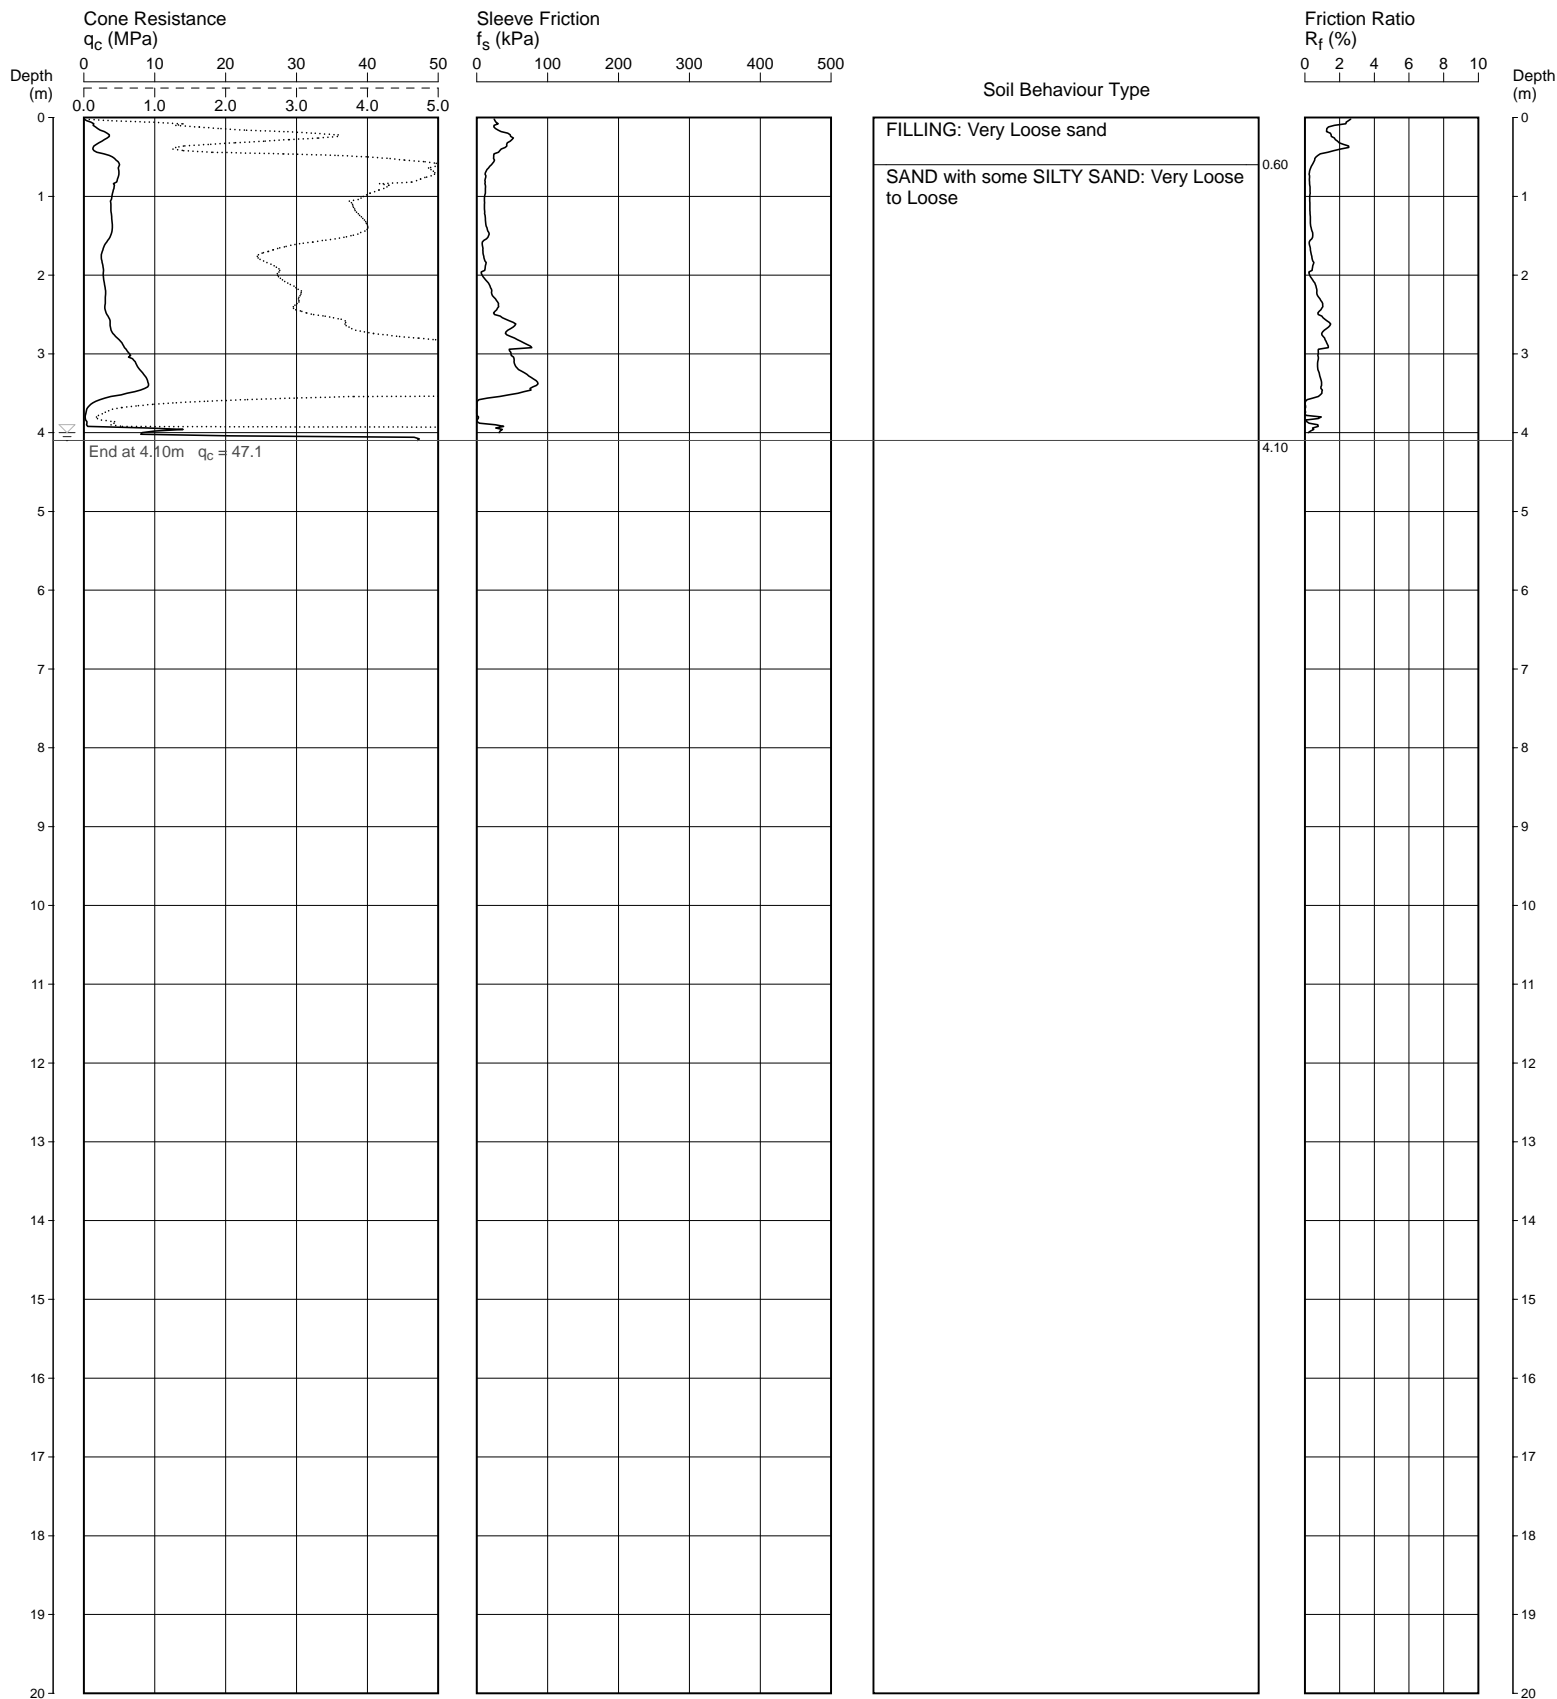 Cone Resistance
q_c (MPa)
Sleeve Friction
f_s (kPa)
Friction Ratio
R_f (%)
Depth
(m)
0 10 20 30 40 50
0.0 1.0 2.0 3.0 4.0 5.0
0 100 200 300 400 500
Soil Behaviour Type
0 2 4 6 8 10
Depth
(m)
0
1
2
3
4
5
6
7
8
9
10
11
12
13
14
15
16
17
18
19
20
End at 4.10m q_c = 47.1
FILLING: Very Loose sand
0.60
SAND with some SILTY SAND: Very Loose
to Loose
4.10
0
1
2
3
4
5
6
7
8
9
10
11
12
13
14
15
16
17
18
19
20